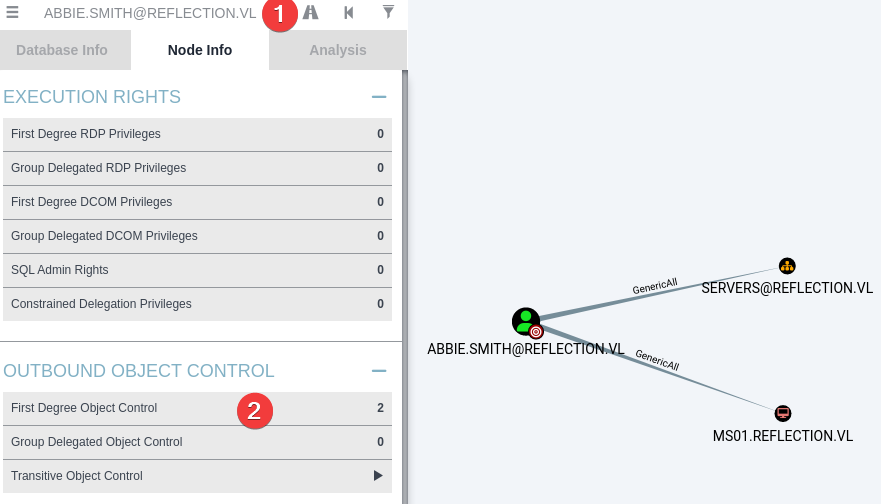 ABBIE.SMITH@REFLECTION.VL 1
Database Info Node Info Analysis
EXECUTION RIGHTS
First Degree RDP Privileges 0
Group Delegated RDP Privileges 0
First Degree DCOM Privileges 0
Group Delegated DCOM Privileges 0
SQL Admin Rights 0
Constrained Delegation Privileges 0
OUTBOUND OBJECT CONTROL
First Degree Object Control 2 2
Group Delegated Object Control 0
Transitive Object Control
GenericAll
SERVERS@REFLECTION.VL
ABBIE.SMITH@REFLECTION.VL
GenericAll
MS01.REFLECTION.VL